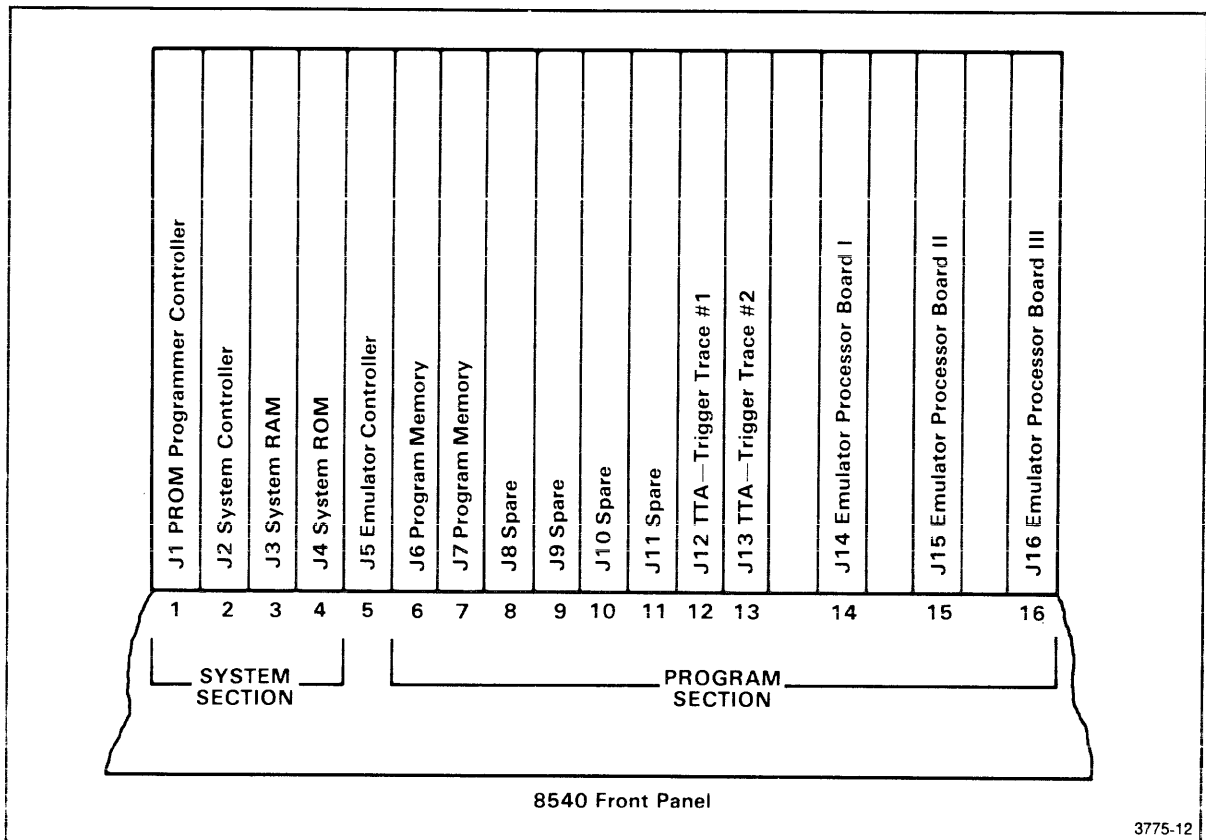 J1 PROM Programmer Controller
J2 System Controller
J3 System RAM
J4 System ROM
J5 Emulator Controller
J6 Program Memory
J7 Program Memory
J8 Spare
J9 Spare
J10 Spare
J11 Spare
J12 TTA—Trigger Trace #1
J13 TTA—Trigger Trace #2
J14 Emulator Processor Board I
J15 Emulator Processor Board II
J16 Emulator Processor Board III
1 2 3 4 5 6 7 8 9 10 11 12 13 14 15 16
SYSTEM
SECTION
PROGRAM
SECTION
8540 Front Panel
3775-12